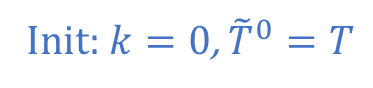 Init: k = 0, T̃⁰ = T